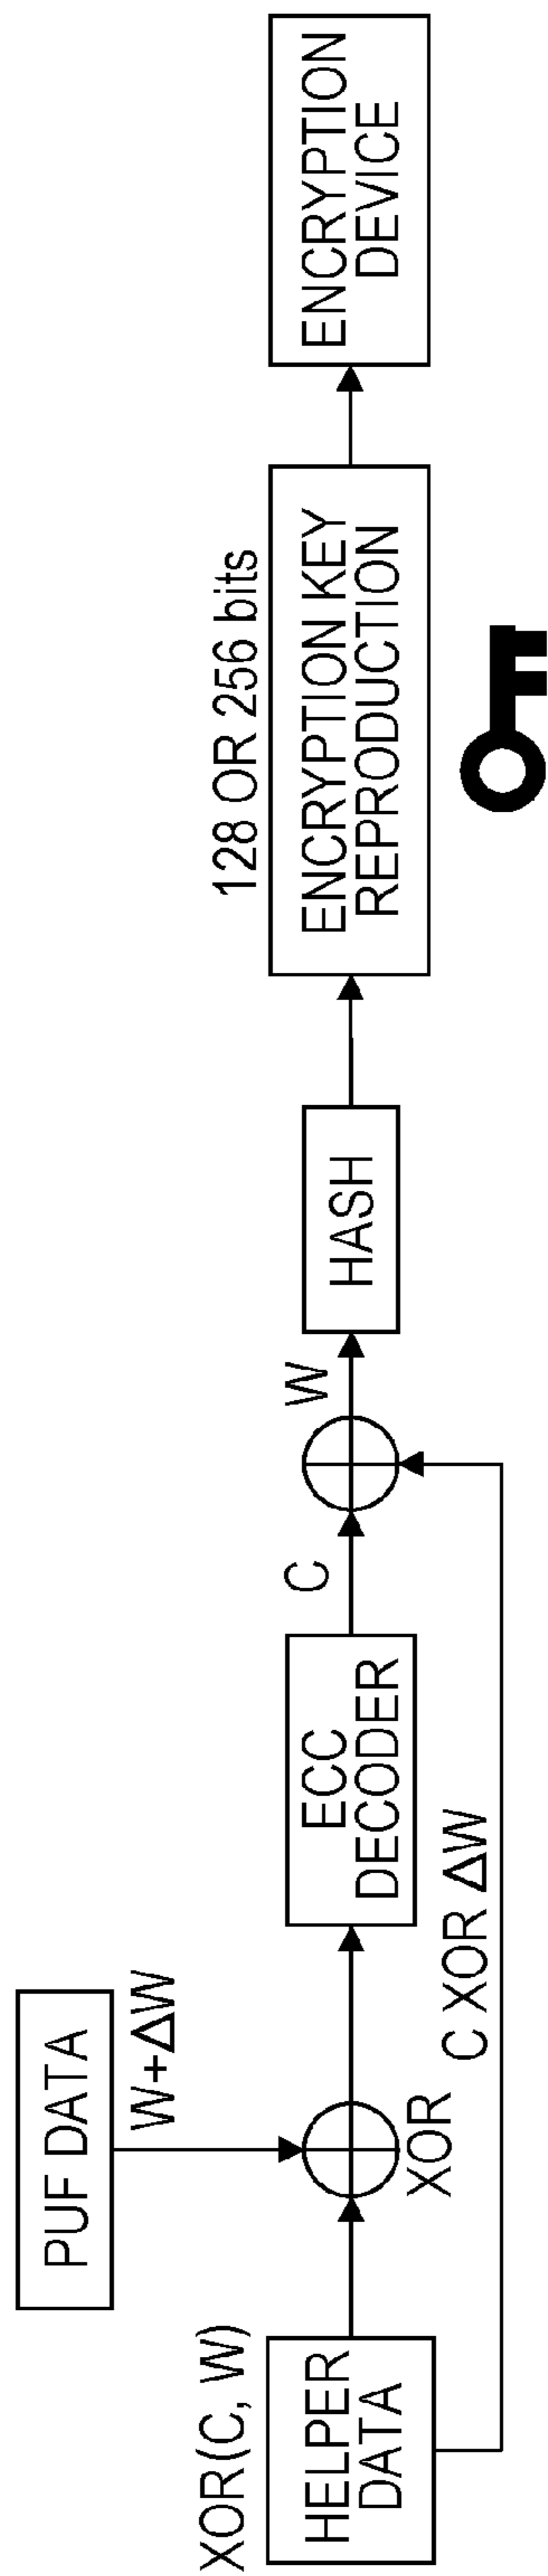 PUF DATA
W+ΔW
XOR(C, W)
HELPER
DATA
XOR
C XOR ΔW
ECC
DECODER
C
W
HASH
128 OR 256 bits
ENCRYPTION KEY
REPRODUCTION
ENCRYPTION
DEVICE